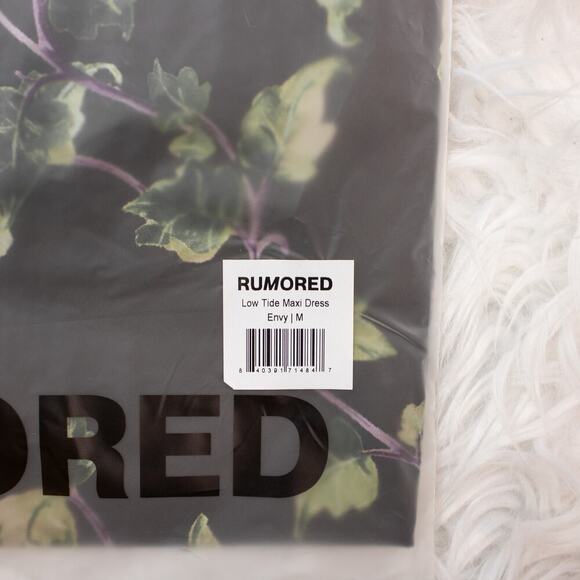 RUMORED
Low Tide Maxi Dress
Envy | M
8 40391 71484 7
ORED